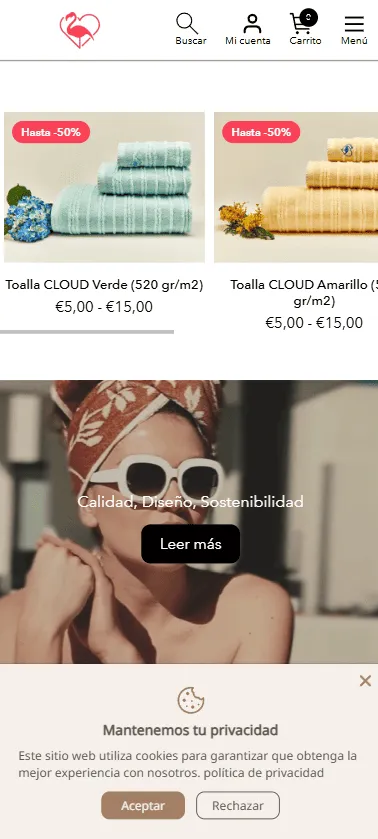 Buscar
Mi cuenta
0
Carrito
Menú
Hasta -50%
Hasta -50%
Toalla CLOUD Verde (520 gr/m2)
€5,00 - €15,00
Toalla CLOUD Amarillo
gr/m2)
€5,00 - €15,00
Calidad, Diseño, Sostenibilidad
Leer más
Mantenemos tu privacidad
Este sitio web utiliza cookies para garantizar que obtenga la
mejor experiencia con nosotros. política de privacidad
Aceptar
Rechazar